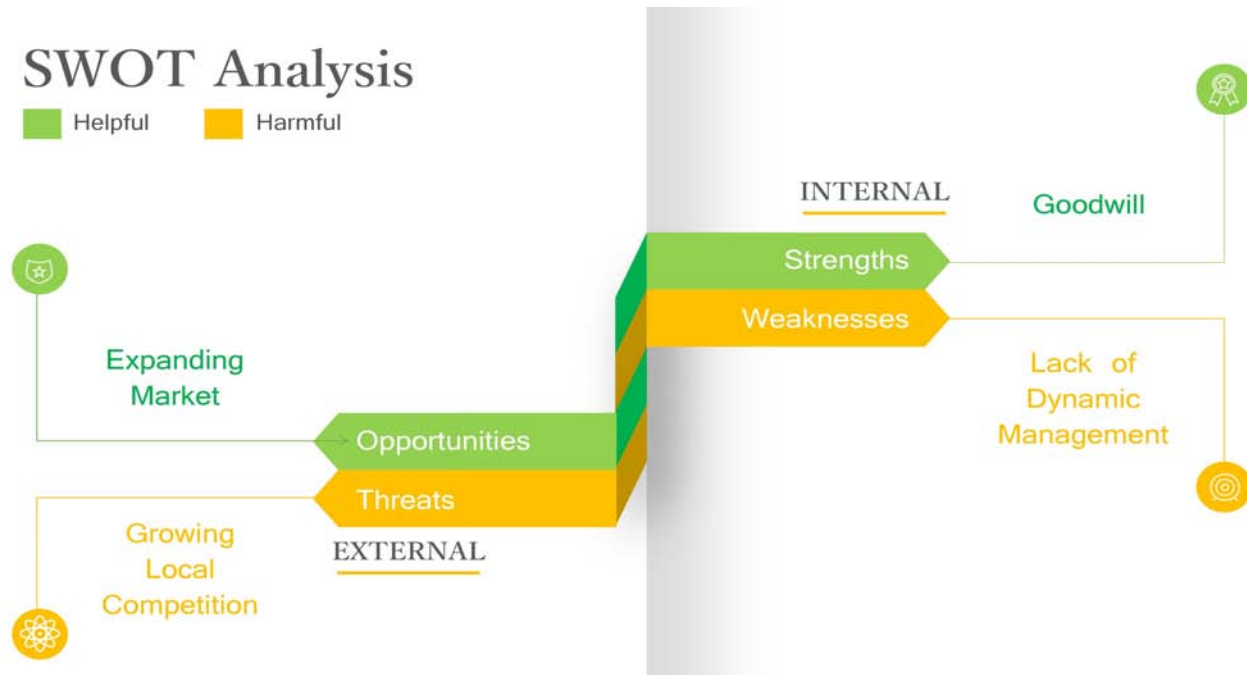 SWOT Analysis
Helpful
Harmful
INTERNAL
Goodwill
Strengths
Weaknesses
Lack of
Dynamic
Management
Expanding
Market
Opportunities
Threats
EXTERNAL
Growing
Local
Competition